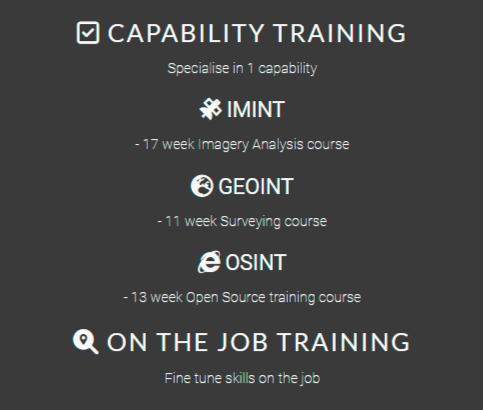 CAPABILITY TRAINING
Specialise in 1 capability
IMINT
- 17 week Imagery Analysis course
GEOINT
- 11 week Surveying course
OSINT
- 13 week Open Source training course
ON THE JOB TRAINING
Fine tune skills on the job